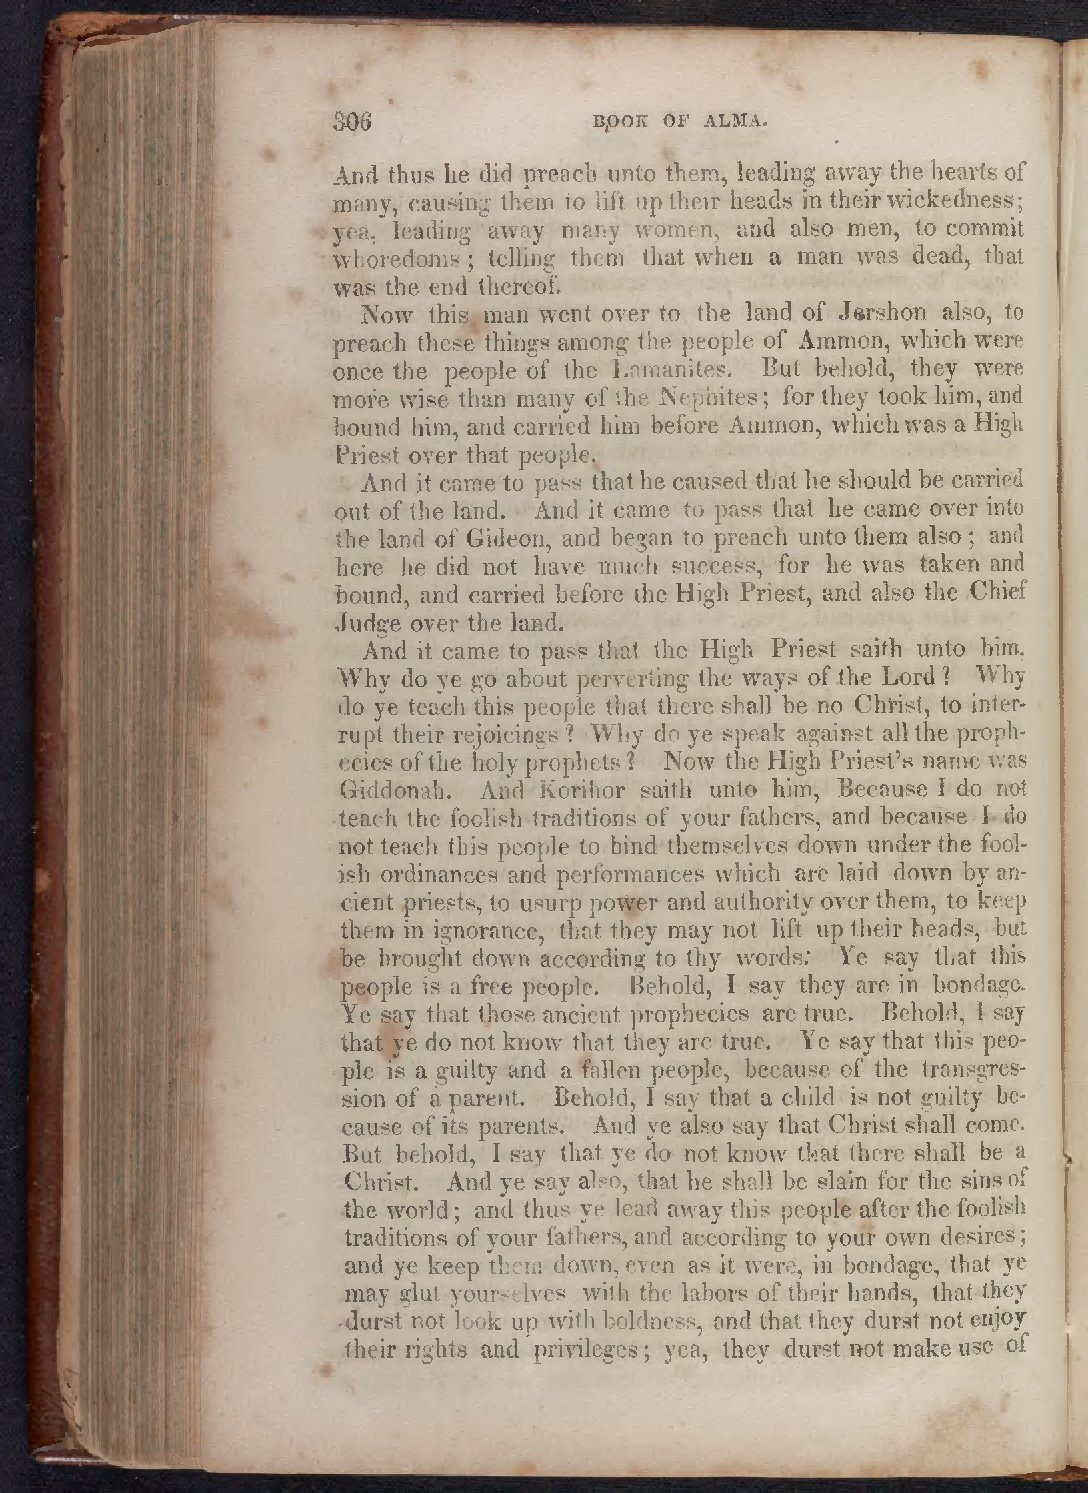 306 BOOK OF ALMA.
And thus he did preach unto them, leading away the hearts of
many, causing them to lift up their heads in their wickedness;
yea, leading away many women, and also men, to commit
whoredoms; telling them that when a man was dead, that
was the end thereof.
Now this man went over to the land of Jershon also, to
preach these things among the people of Ammon, which were
once the people of the Lamanites. But behold, they were
more wise than many of the Nephites; for they took him, and
bound him, and carried him before Ammon, which was a High
Priest over that people.
And it came to pass that he caused that he should be carried
out of the land. And it came to pass that he came over into
the land of Gideon, and began to preach unto them also; and
here he did not have much success, for he was taken and
bound, and carried before the High Priest, and also the Chief
Judge over the land.
And it came to pass that the High Priest saith unto him,
Why do ye go about perverting the ways of the Lord? Why
do ye teach this people that there shall be no Christ, to inter-
rupt their rejoicings? Why do ye speak against all the proph-
ecies of the holy prophets? Now the High Priest's name was
Giddonah. And Korihor saith unto him, Because I do not
teach the foolish traditions of your fathers, and because I do
not teach this people to bind themselves down under the fool-
ish ordinances and performances which are laid down by an-
cient priests, to usurp power and authority over them, to keep
them in ignorance, that they may not lift up their heads, but
be brought down according to thy words. Ye say that this
people is a free people. Behold, I say they are in bondage.
Ye say that those ancient prophecies are true. Behold, I say
that ye do not know that they are true. Ye say that this peo-
ple is a guilty and a fallen people, because of the transgres-
sion of a parent. Behold, I say that a child is not guilty be-
cause of its parents. And ye also say that Christ shall come.
But behold, I say that ye do not know that there shall be a
Christ. And ye say also, that he shall be slain for the sins of
the world; and thus ye lead away this people after the foolish
traditions of your fathers, and according to your own desires;
and ye keep them down, even as it were, in bondage, that ye
may glut yourselves with the labors of their hands, that they
durst not look up with boldness, and that they durst not enjoy
their rights and privileges; yea, they durst not make use of